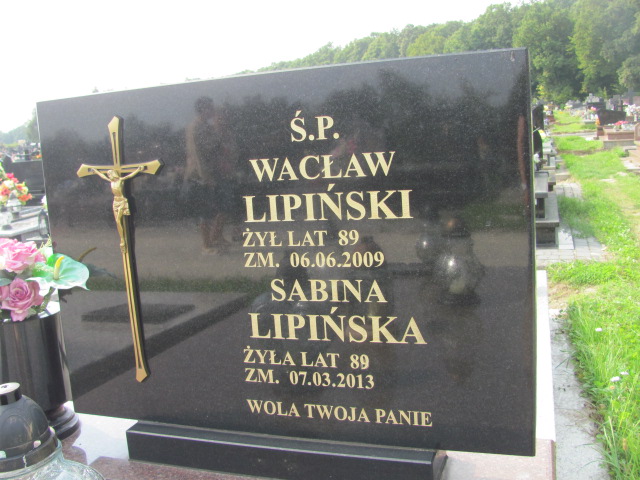 Ś.P.
WACŁAW
LIPIŃSKI
ŻYŁ LAT 89
ZM. 06.06.2009
SABINA
LIPIŃSKA
ŻYŁA LAT 89
ZM. 07.03.2013
WOLA TWOJA PANIE